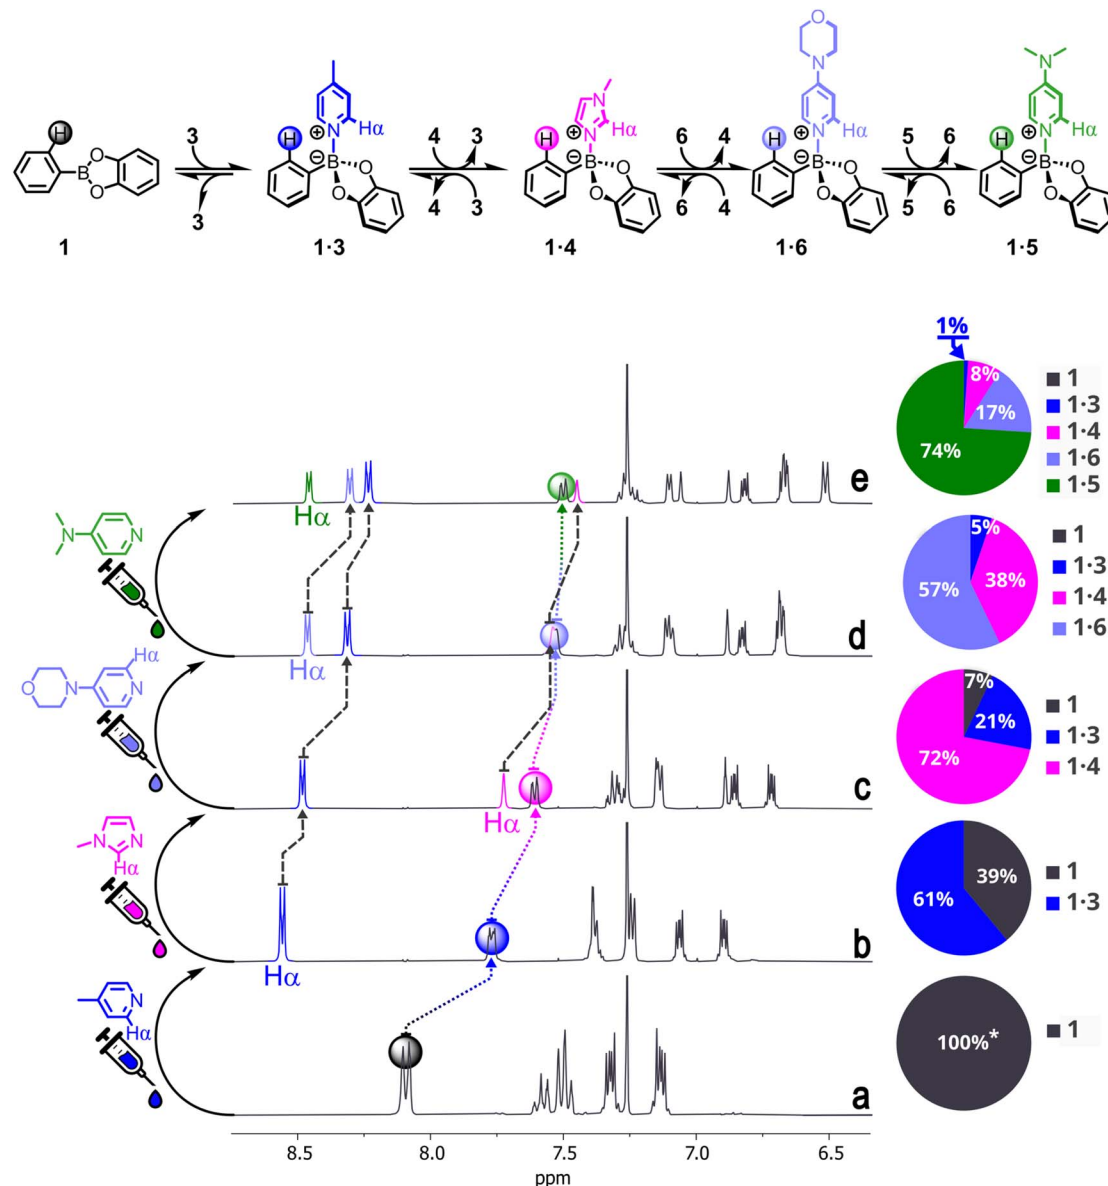 O
N
N
N
N
N
H
B
O
O
3
3
H
N
Hα
B
O
O
4
3
4
3
H
N
Hα
B
O
O
6
4
6
4
H
N
Hα
B
O
O
5
6
5
6
H
N
Hα
B
O
O
1
1·3
1·4
1·6
1·5
1%
8%
17%
74%
1
1·3
1·4
1·6
1·5
e
Hα
N
N
5%
38%
57%
1
1·3
1·4
1·6
d
Hα
Hα
O
N
N
7%
21%
72%
1
1·3
1·4
c
Hα
N
N
Hα
39%
61%
1
1·3
b
Hα
N
Hα
100%*
1
a
8.5 8.0 7.5 7.0 6.5
ppm